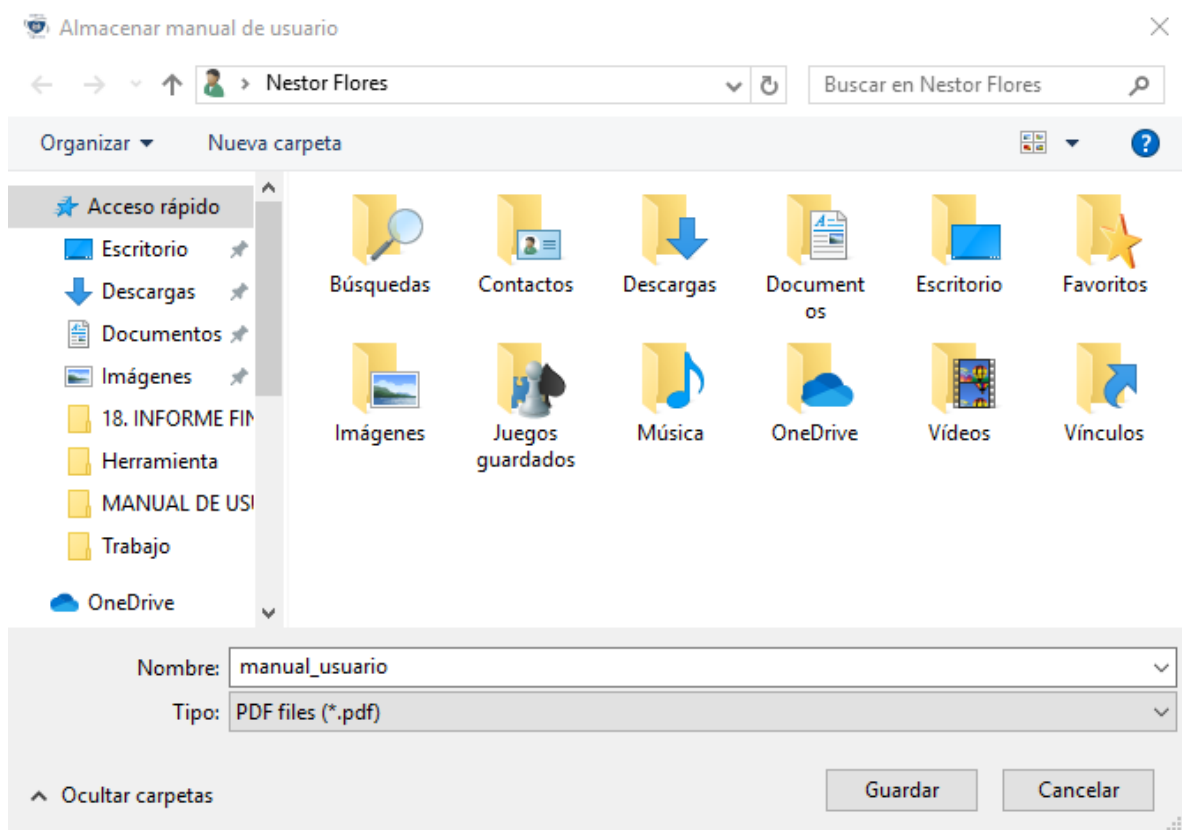 Almacenar manual de usuario
Nestor Flores
Buscar en Nestor Flores
Organizar
Nueva carpeta
Acceso rápido
Escritorio
Descargas
Documentos
Imágenes
18. INFORME FIN
Herramienta
MANUAL DE USU
Trabajo
OneDrive
Búsquedas Contactos Descargas Document Escritorio Favoritos
os
Imágenes Juegos Música OneDrive Vídeos Vínculos
guardados
Nombre: manual_usuario
Tipo: PDF files (*.pdf)
Ocultar carpetas
Guardar
Cancelar